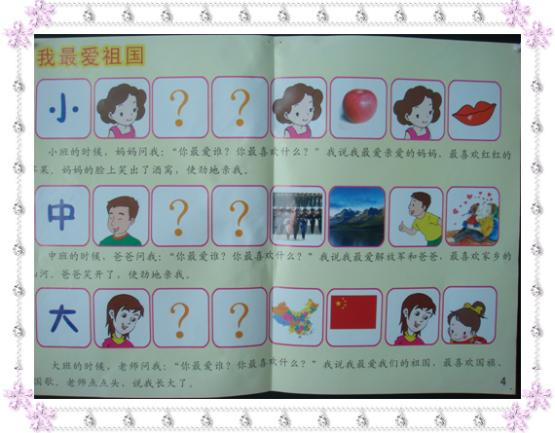 我最爱祖国
小 ? ?
小班的时候,妈妈问我:“你最爱谁?你最喜欢什么?”我说我最爱亲爱的妈妈,最喜欢红红的
果。妈妈的脸上笑出了酒窝,使劲地亲我。
中 ? ?
中班的时候,爸爸问我:“你最爱谁?你最喜欢什么?”我说我最爱解放军和爸爸,最喜欢家乡的
河。爸爸笑开了,使劲地亲我。
大 ? ?
大班的时候,老师问我:“你最爱谁?你最喜欢什么?”我说我最爱我们的祖国,最喜欢国旗、
国歌。老师点点头,说我长大了。
4